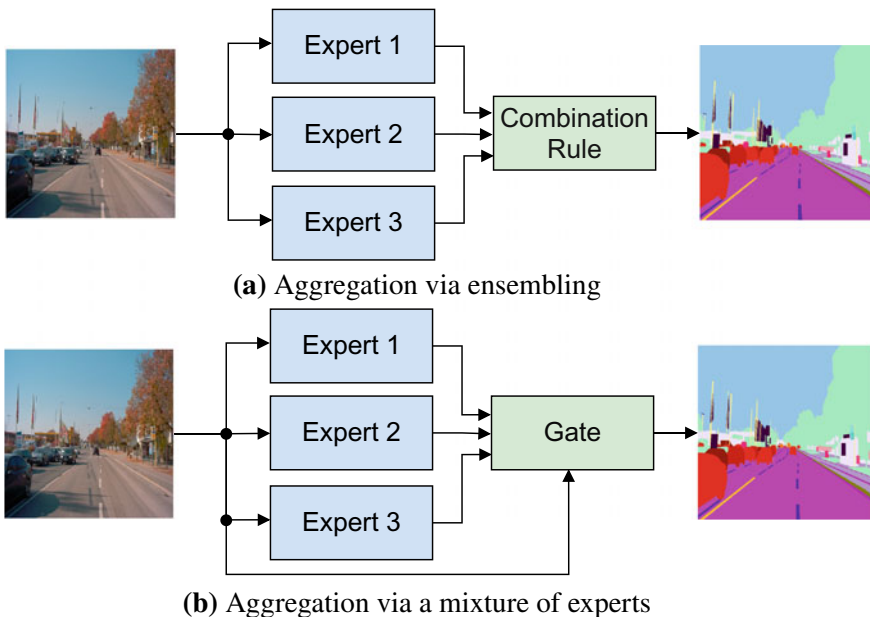 Expert 1
Expert 2
Expert 3
Combination
Rule
(a) Aggregation via ensembling
Expert 1
Expert 2
Expert 3
Gate
(b) Aggregation via a mixture of experts